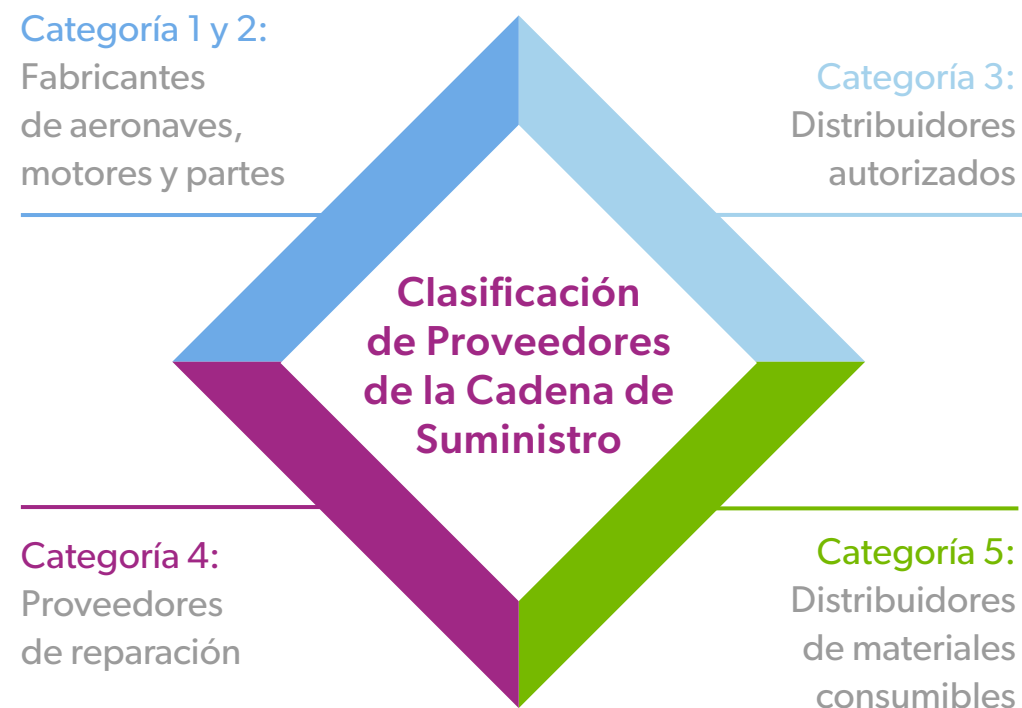 Categoría 1 y 2:
Fabricantes
de aeronaves,
motores y partes
Categoría 3:
Distribuidores
autorizados
Clasificación
de Proveedores
de la Cadena de
Suministro
Categoría 4:
Proveedores
de reparación
Categoría 5:
Distribuidores
de materiales
consumibles